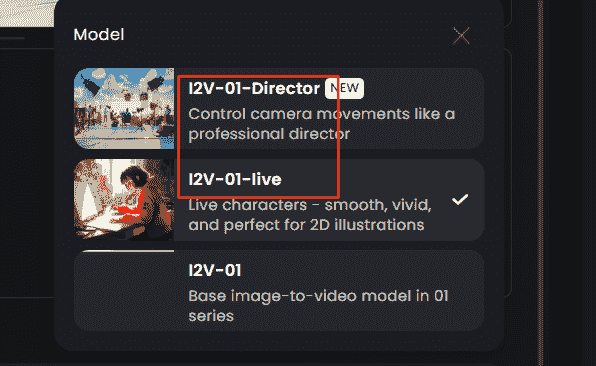 Model
I2V-01-Director NEW
Control camera movements like a
professional director
I2V-01-live
Live characters - smooth, vivid,
and perfect for 2D illustrations
I2V-01
Base image-to-video model in 01
series